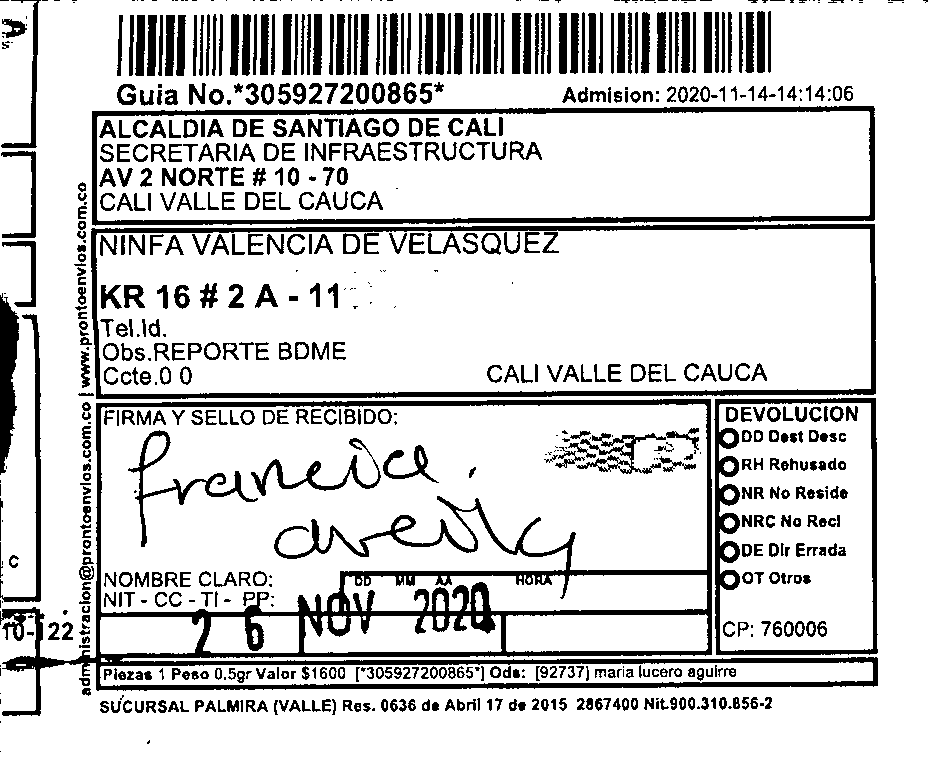 Guia No.*305927200865*
Admision: 2020-11-14-14:14:06
ALCALDIA DE SANTIAGO DE CALI
SECRETARIA DE INFRAESTRUCTURA
AV 2 NORTE # 10 - 70
CALI VALLE DEL CAUCA
NINFA VALENCIA DE VELASQUEZ
KR 16 # 2 A - 11
Tel.Id.
Obs.REPORTE BDME
Ccte.0 0
CALI VALLE DEL CAUCA
administracion@prontoenvios.com.co | www.prontoenvios.com.co
FIRMA Y SELLO DE RECIBIDO:
francia.
NOMBRE CLARO:
NIT - CC - TI - PP:
DD MM AA HORA
26 NOV 2020
DEVOLUCION
DD Dest Desc
RH Rehusado
NR No Reside
NRC No Recl
DE Dir Errada
OT Otros
CP: 760006
C
10-122
Piezas 1 Peso 0.5gr Valor $1600 [*305927200865*] Ods: [92737] maria lucero aguirre
SUCURSAL PALMIRA (VALLE) Res. 0636 de Abril 17 de 2015 2867400 Nit.900.310.856-2